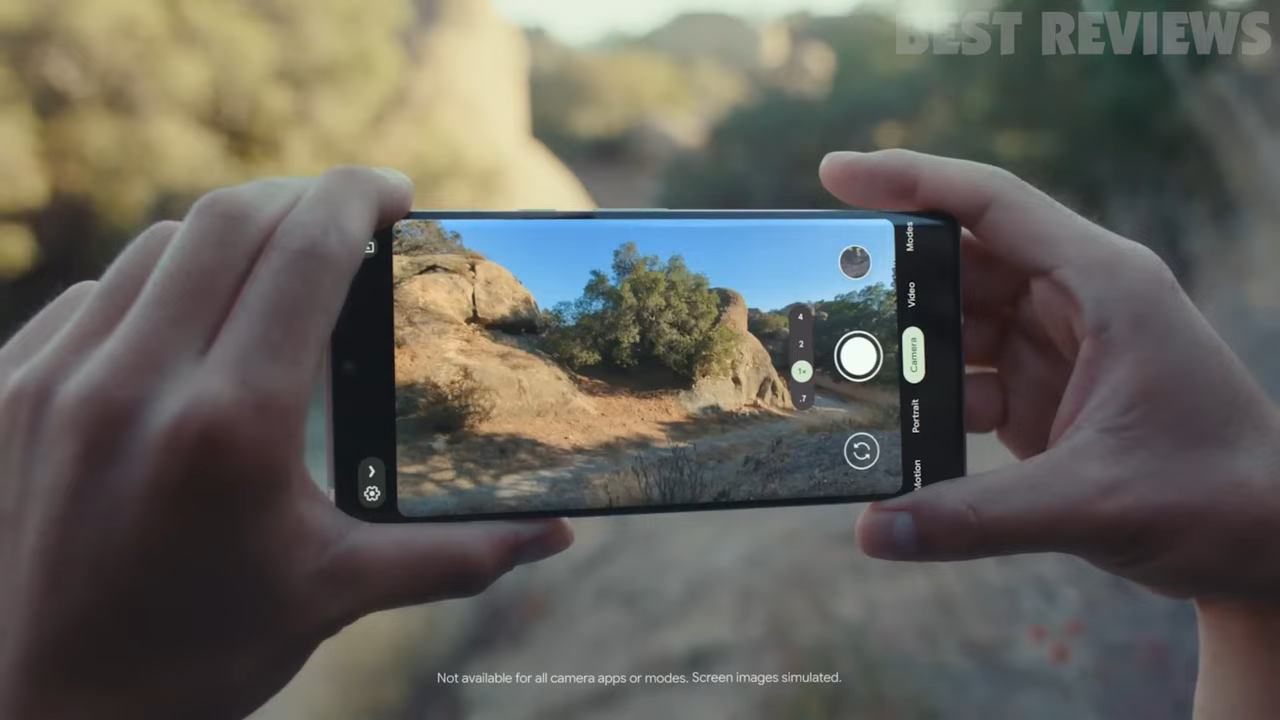 BEST REVIEWS
Modes
Video
Camera
Portrait
Motion
4
2
1×
.7
Not available for all camera apps or modes. Screen images simulated.